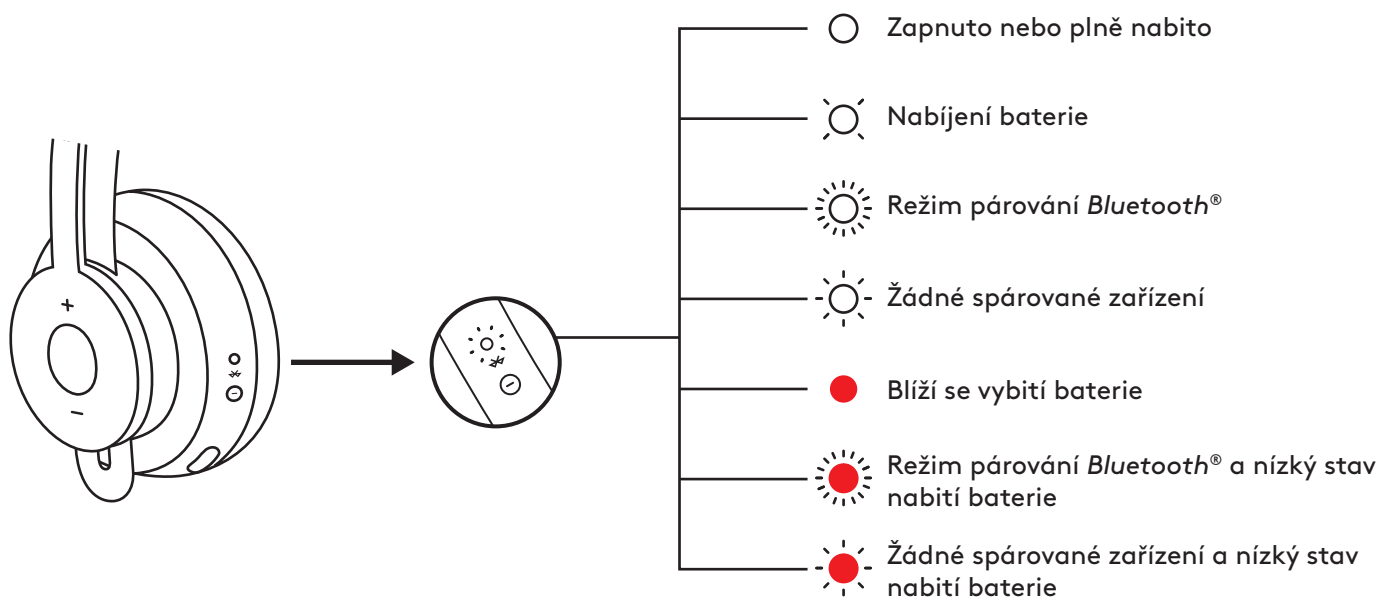 Zapnuto nebo plně nabito
Nabíjení baterie
Režim párování Bluetooth®
Žádné spárované zařízení
Blíží se vybití baterie
Režim párování Bluetooth® a nízký stav
nabití baterie
Žádné spárované zařízení a nízký stav
nabití baterie